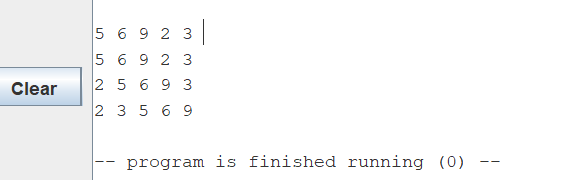 5 6 9 2 3
5 6 9 2 3
Clear
2 5 6 9 3
2 3 5 6 9
-- program is finished running (0) --